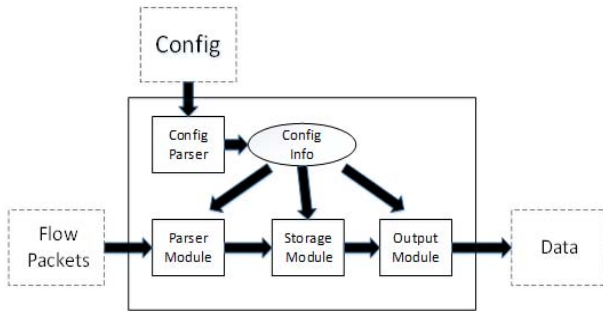 Config
Config
Parser
Config
Info
Flow
Packets
Parser
Module
Storage
Module
Output
Module
Data